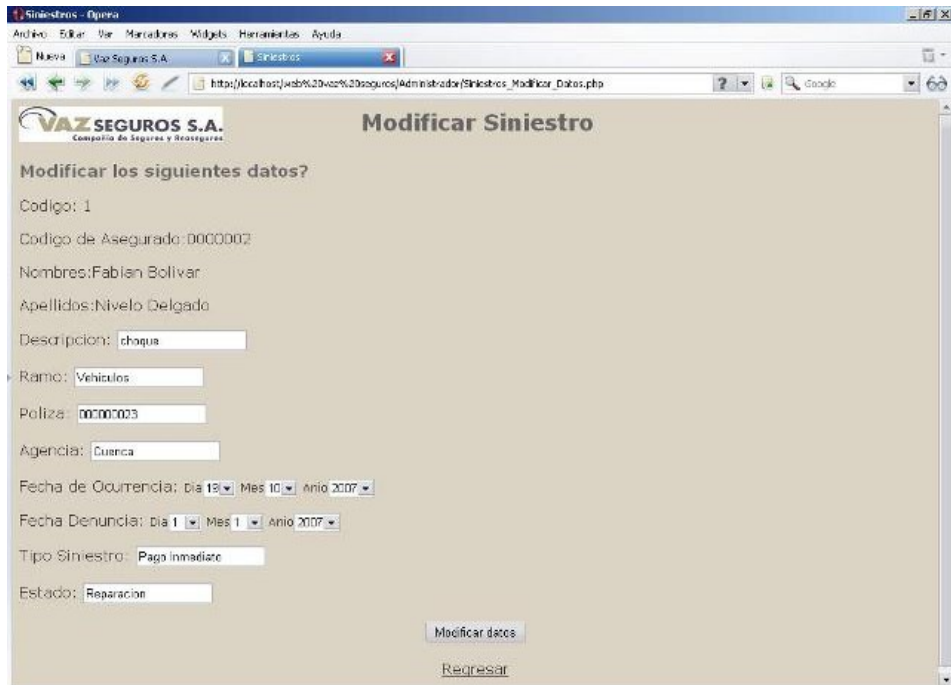 Siniestros - Opera
Archivo Editar Ver Marcadores Widgets Herramientas Ayuda
Nueva Vaz Seguros S.A. Siniestros
http://localhost/web%20vaz%20seguros/Administrador/Siniestros_Modificar_Datos.php ? Google
VAZ SEGUROS S.A. Modificar Siniestro
Compañía de Seguros y Reaseguros
Modificar los siguientes datos?
Codigo: 1
Codigo de Asegurado:0000002
Nombres:Fabian Bolivar
Apellidos:Nivelo Delgado
Descripcion: choque
Ramo: Vehiculos
Poliza: 000000023
Agencia: Cuenca
Fecha de Ocurrencia: Dia 19 Mes 10 Anio 2007
Fecha Denuncia: Dia 1 Mes 1 Anio 2007
Tipo Siniestro: Pago Inmediato
Estado: Reparacion
Modificar datos
Regresar